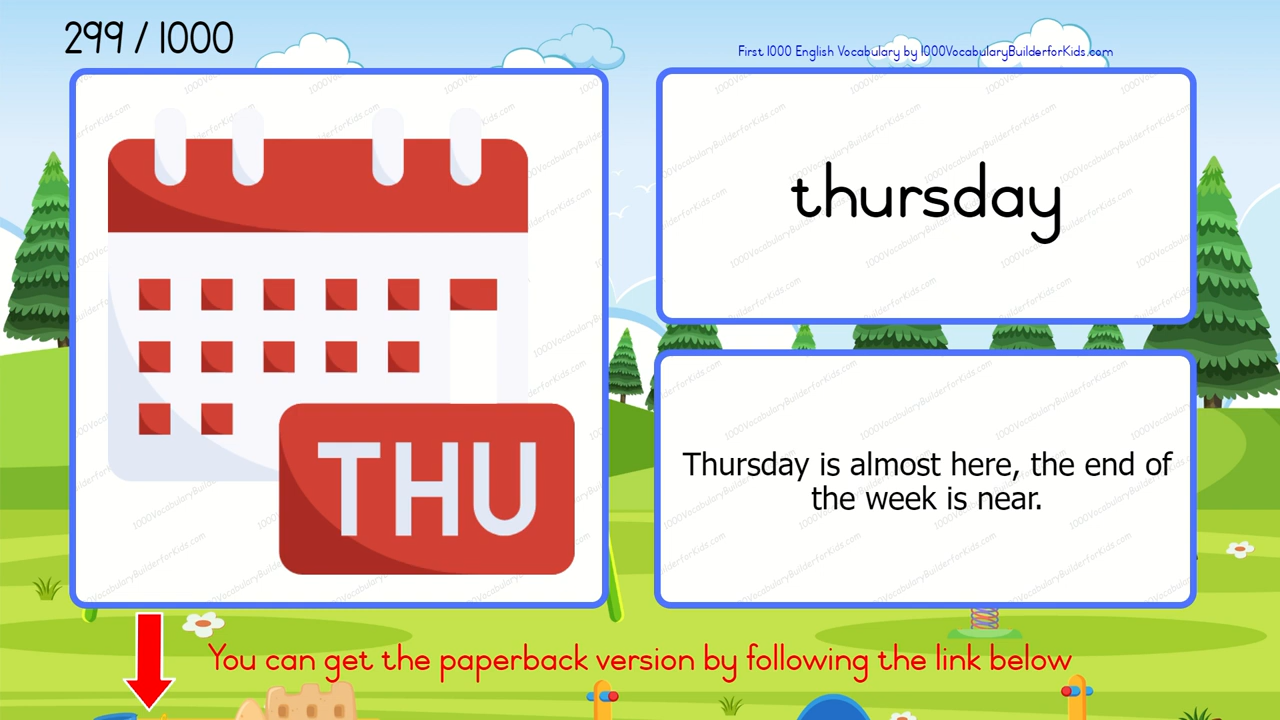 299 / 1000
First 1000 English Vocabulary by 1000VocabularyBuilderforKids.com
thursday
THU
Thursday is almost here, the end of
the week is near.
You can get the paperback version by following the link below